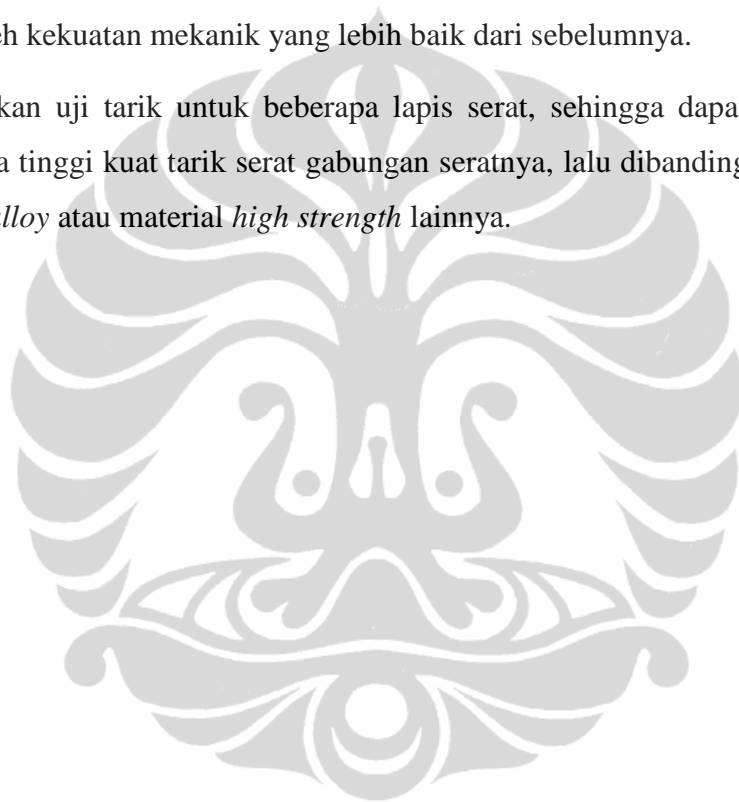 eh kekuatan mekanik yang lebih baik dari sebelumnya.
kan uji tarik untuk beberapa lapis serat, sehingga dapa
a tinggi kuat tarik serat gabungan seratnya, lalu dibanding
lloy atau material high strength lainnya.